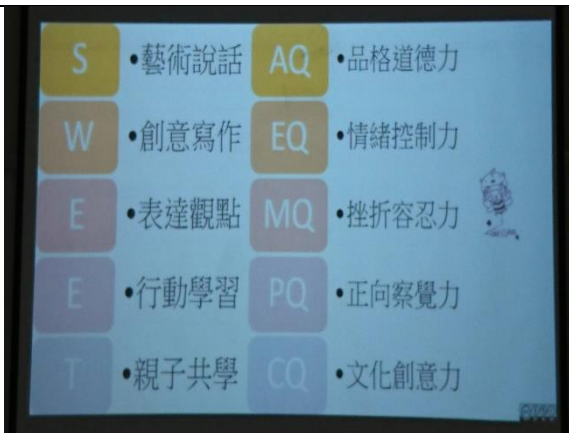 S •藝術說話 AQ •品格道德力
W •創意寫作 EQ •情緒控制力
E •表達觀點 MQ •挫折容忍力
E •行動學習 PQ •正向察覺力
T •親子共學 CQ •文化創意力